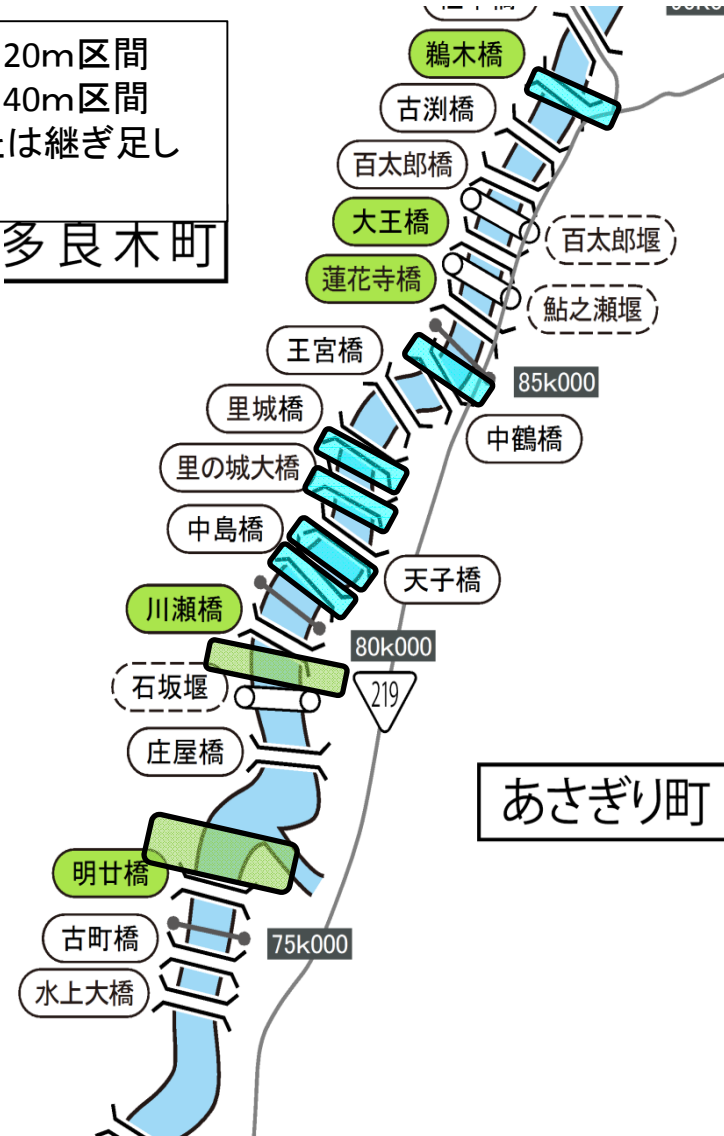 20m区間
鵜木橋
40m区間
古渕橋
は継ぎ足し
百太郎橋
大王橋
多良木町
百太郎堰
蓮花寺橋
鮎之瀬堰
王宮橋
85k000
里城橋
中鶴橋
里の城大橋
中島橋
天子橋
川瀬橋
80k000
石坂堰
219
庄屋橋
あさぎり町
明廿橋
古町橋
75k000
水上大橋